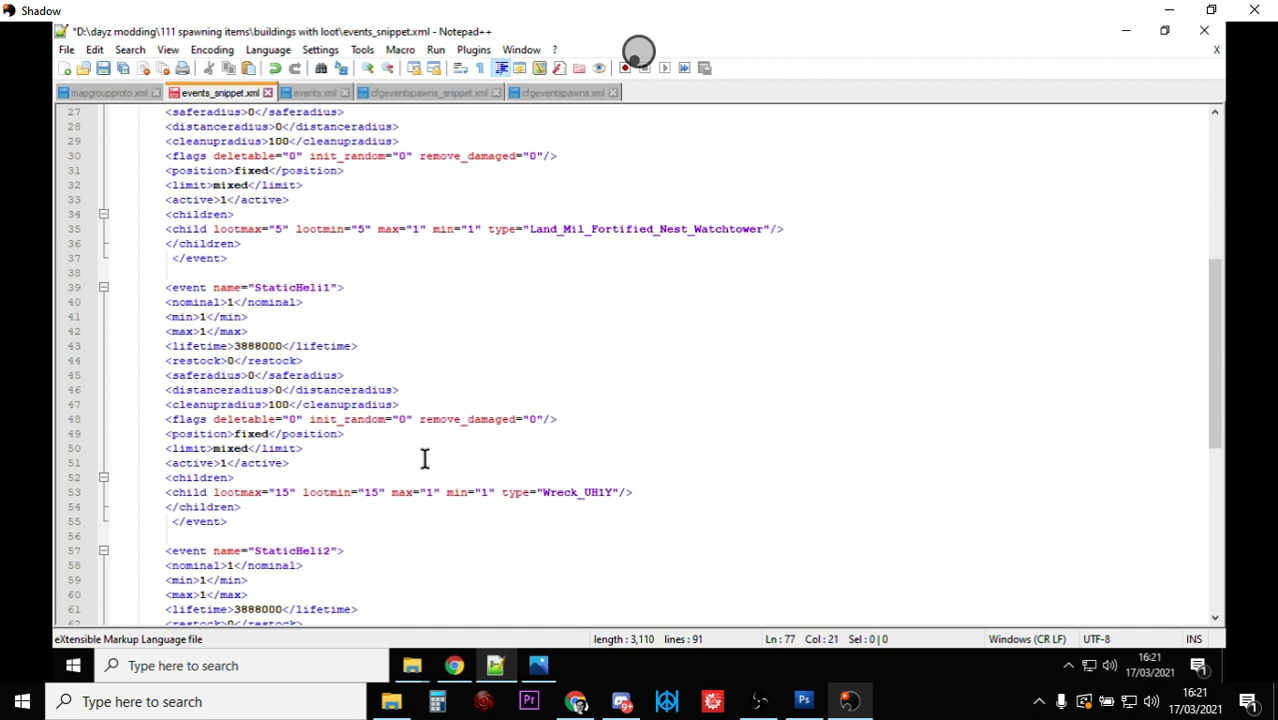 Shadow
*D:\dayz modding\111 spawning items\buildings with loot\events_snippet.xml - Notepad++
File Edit Search View Encoding Language Settings Tools Macro Run Plugins Window ? X
mapgroupproto.xml events_snippet.xml events.xml cfgeventspawns_snippet.xml cfgeventspawns.xml
27 <saferadius>0</saferadius>
28 <distanceradius>0</distanceradius>
29 <cleanupradius>100</cleanupradius>
30 <flags deletable="0" init_random="0" remove_damaged="0"/>
31 <position>fixed</position>
32 <limit>mixed</limit>
33 <active>1</active>
34 <children>
35 <child lootmax="5" lootmin="5" max="1" min="1" type="Land_Mil_Fortified_Nest_Watchtower"/>
36 </children>
37 </event>
38
39 <event name="StaticHeli1">
40 <nominal>1</nominal>
41 <min>1</min>
42 <max>1</max>
43 <lifetime>3888000</lifetime>
44 <restock>0</restock>
45 <saferadius>0</saferadius>
46 <distanceradius>0</distanceradius>
47 <cleanupradius>100</cleanupradius>
48 <flags deletable="0" init_random="0" remove_damaged="0"/>
49 <position>fixed</position>
50 <limit>mixed</limit>
51 <active>1</active>
52 <children>
53 <child lootmax="15" lootmin="15" max="1" min="1" type="Wreck_UH1Y"/>
54 </children>
55 </event>
56
57 <event name="StaticHeli2">
58 <nominal>1</nominal>
59 <min>1</min>
60 <max>1</max>
61 <lifetime>3888000</lifetime>
62 <restock>0</restock>
eXtensible Markup Language file length : 3,110 lines : 91 Ln : 77 Col : 21 Sel : 0 | 0 Windows (CR LF) UTF-8 INS
Type here to search
16:21
17/03/2021
1
Type here to search
Pr
Ps
16:21
17/03/2021
1